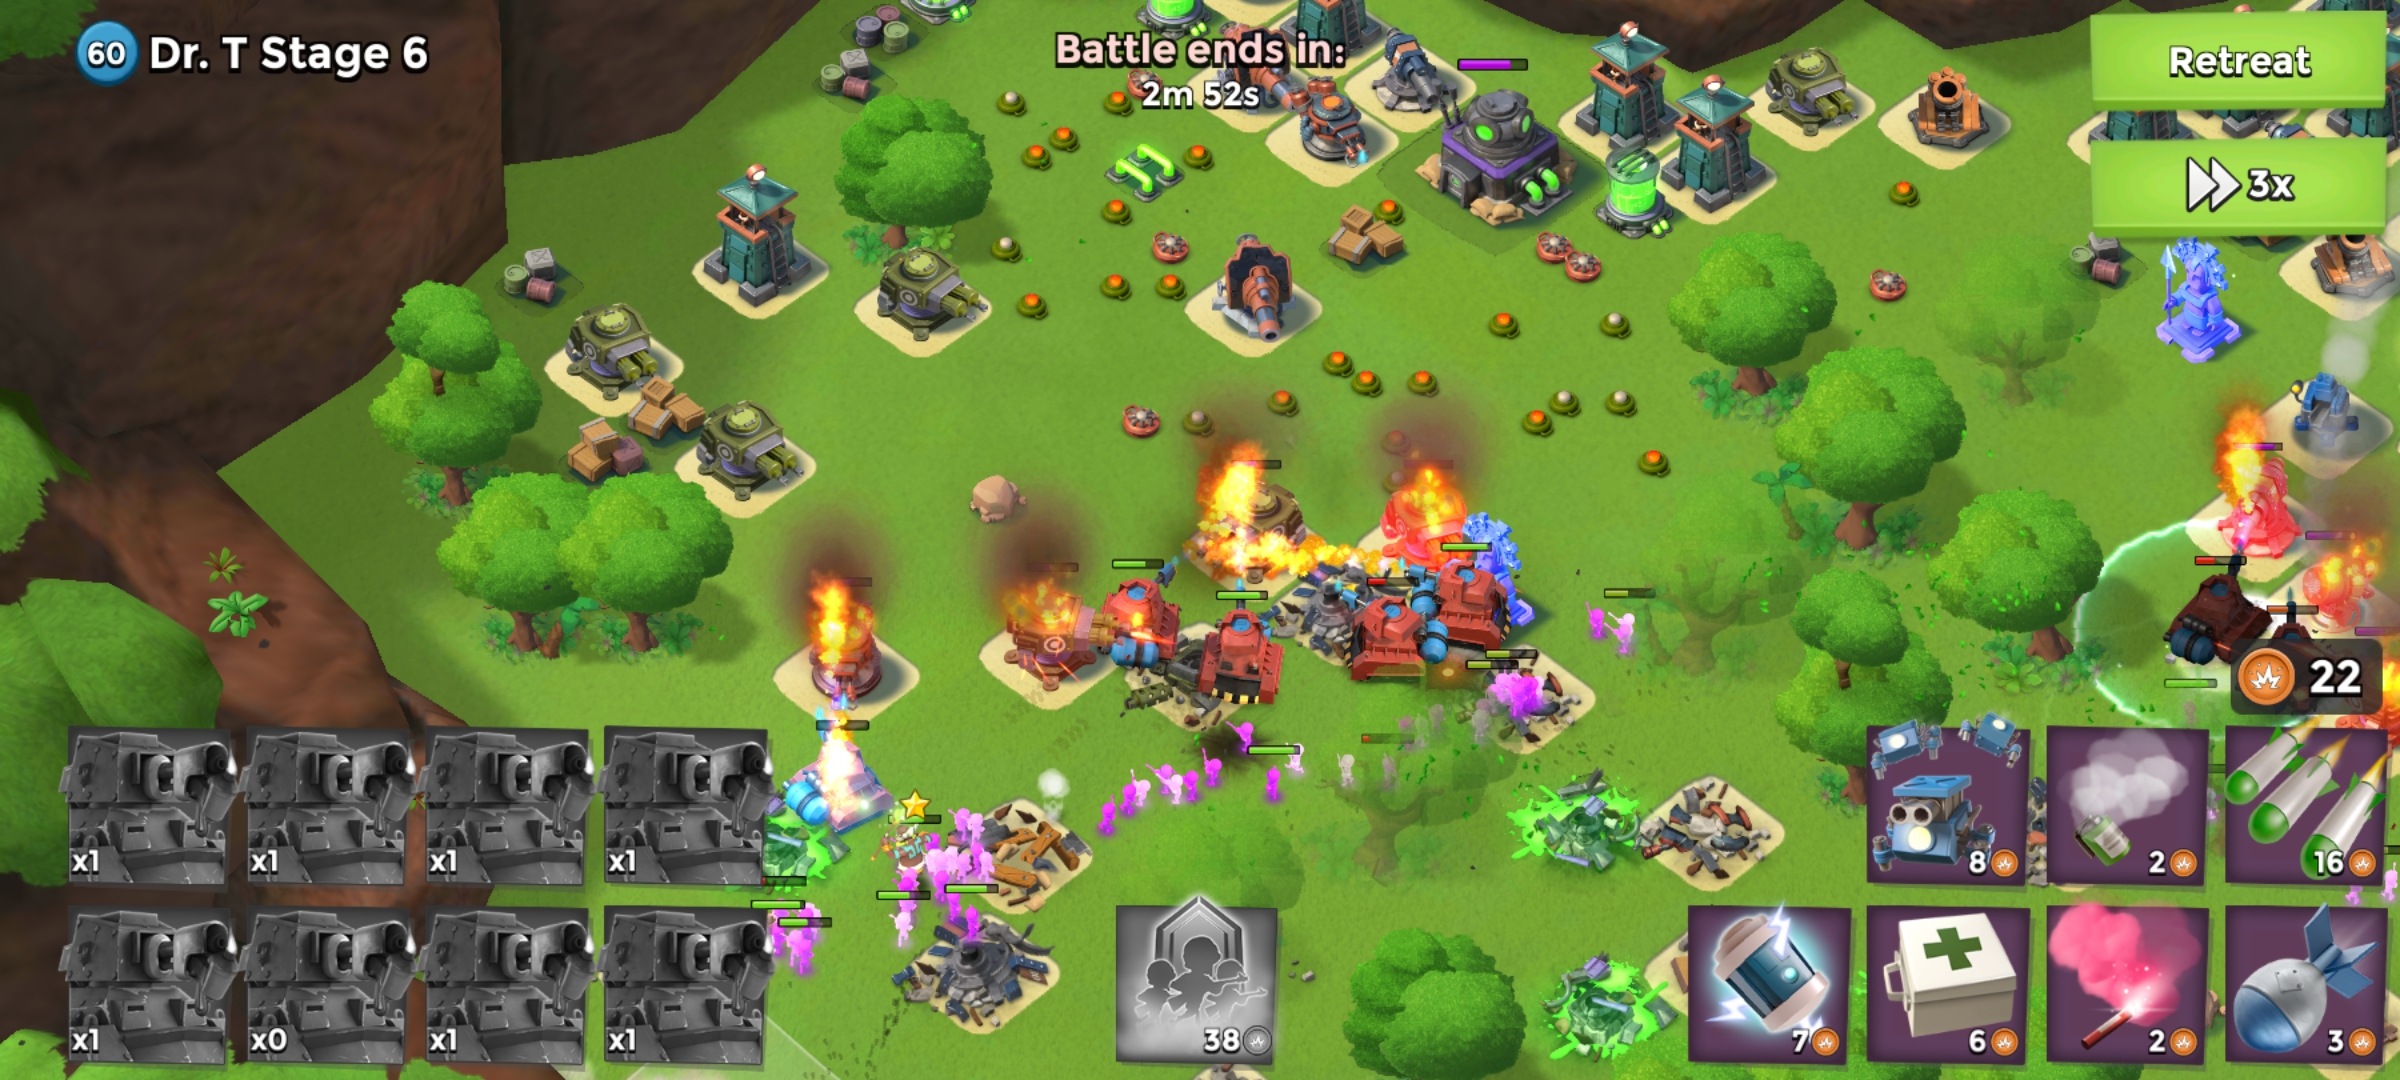 60 Dr. T Stage 6
Battle ends in:
2m 52s
Retreat
3x
22
x1 x1 x1 x1
8 2 16
x1 x0 x1 x1
38
7 6 2 3